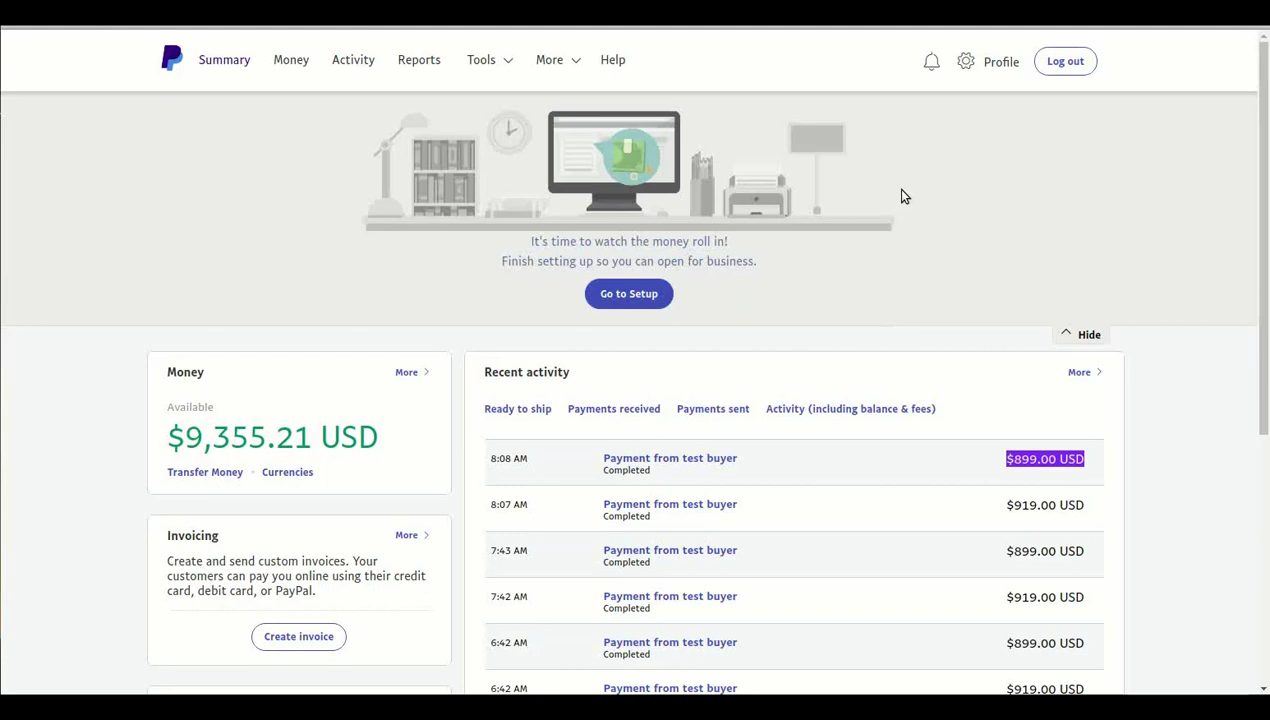 Summary Money Activity Reports Tools More Help Profile Log out
It's time to watch the money roll in!
Finish setting up so you can open for business.
Go to Setup
Hide
Money More
Available
$9,355.21 USD
Transfer Money Currencies
Invoicing More
Create and send custom invoices. Your
customers can pay you online using their credit
card, debit card, or PayPal.
Create invoice
Recent activity More
Ready to ship Payments received Payments sent Activity (including balance & fees)
8:08 AM Payment from test buyer $899.00 USD
Completed
8:07 AM Payment from test buyer $919.00 USD
Completed
7:43 AM Payment from test buyer $899.00 USD
Completed
7:42 AM Payment from test buyer $919.00 USD
Completed
6:42 AM Payment from test buyer $899.00 USD
Completed
6:42 AM Payment from test buyer $919.00 USD